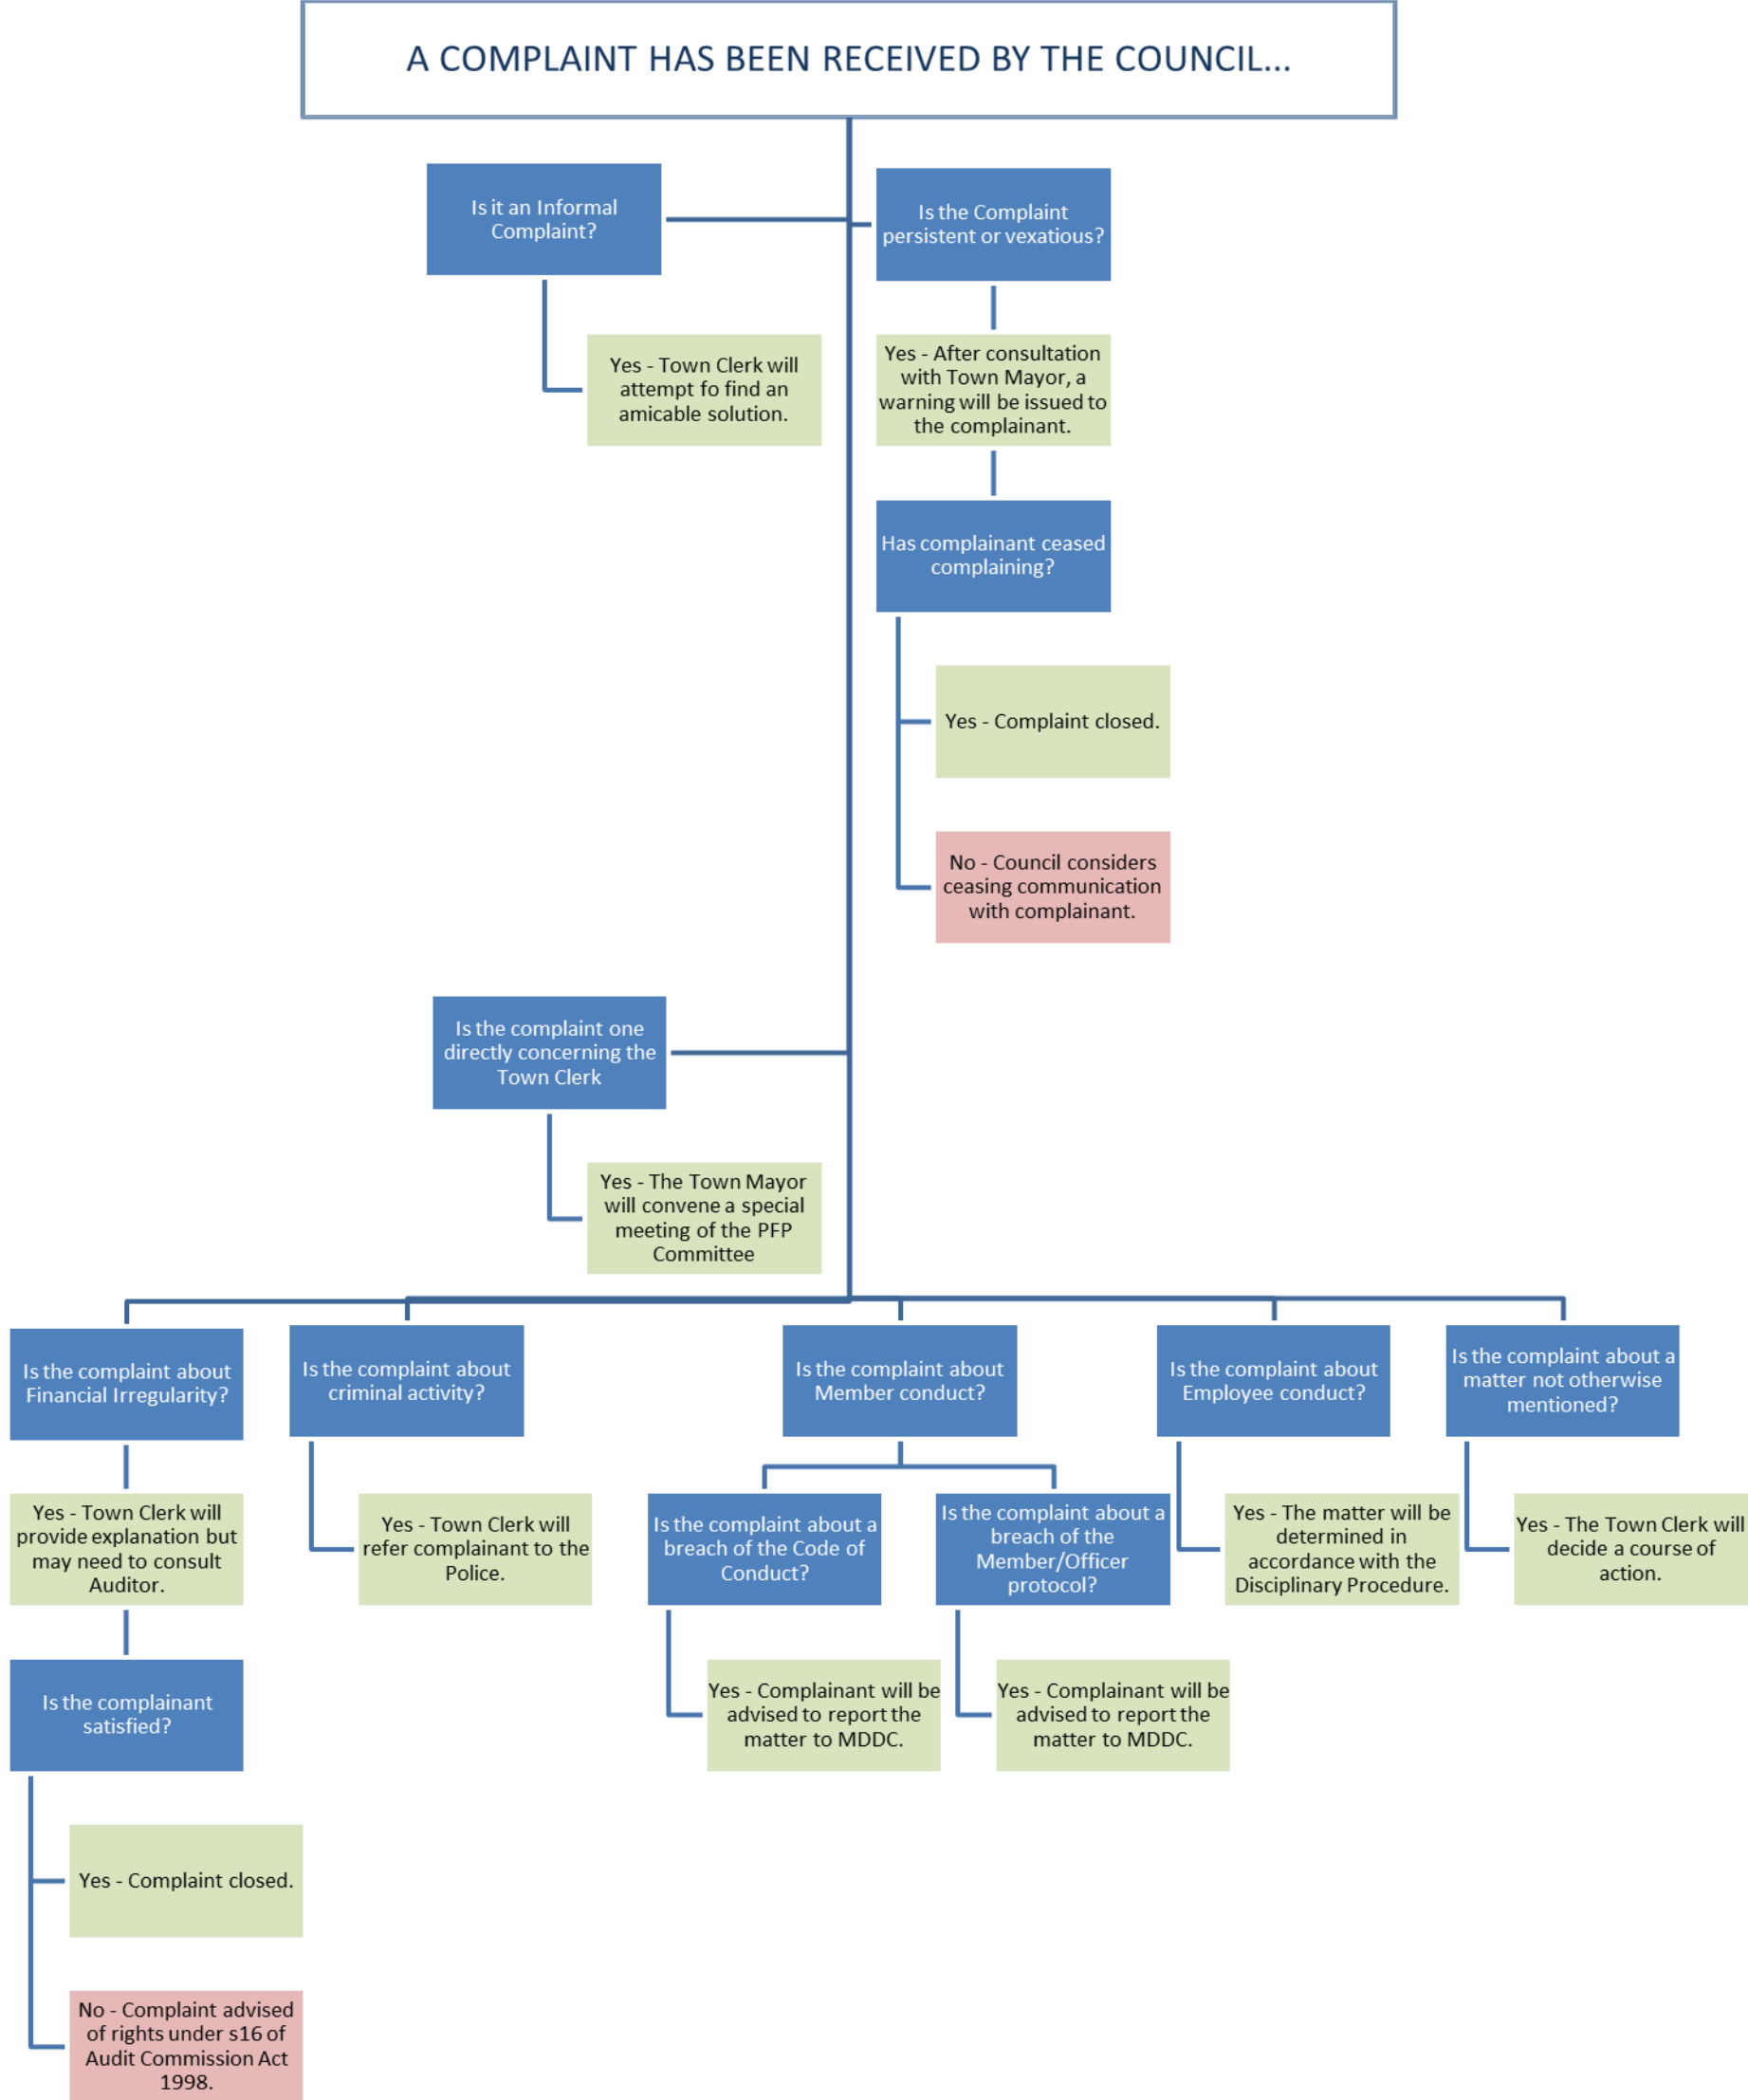 A COMPLAINT HAS BEEN RECEIVED BY THE COUNCIL...
Is it an Informal
Complaint?
Is the Complaint
persistent or vexatious?
Yes - Town Clerk will
attempt fo find an
amicable solution.
Yes - After consultation
with Town Mayor, a
warning will be issued to
the complainant.
Has complainant ceased
complaining?
Yes - Complaint closed.
No - Council considers
ceasing communication
with complainant.
Is the complaint one
directly concerning the
Town Clerk
Yes - The Town Mayor
will convene a special
meeting of the PFP
Committee
Is the complaint about
Financial Irregularity?
Is the complaint about
criminal activity?
Is the complaint about
Member conduct?
Is the complaint about
Employee conduct?
Is the complaint about a
matter not otherwise
mentioned?
Yes - Town Clerk will
provide explanation but
may need to consult
Auditor.
Yes - Town Clerk will
refer complainant to the
Police.
Is the complaint about a
breach of the Code of
Conduct?
Is the complaint about a
breach of the
Member/Officer
protocol?
Yes - The matter will be
determined in
accordance with the
Disciplinary Procedure.
Yes - The Town Clerk will
decide a course of
action.
Is the complainant
satisfied?
Yes - Complainant will be
advised to report the
matter to MDDC.
Yes - Complainant will be
advised to report the
matter to MDDC.
Yes - Complaint closed.
No - Complaint advised
of rights under s16 of
Audit Commission Act
1998.